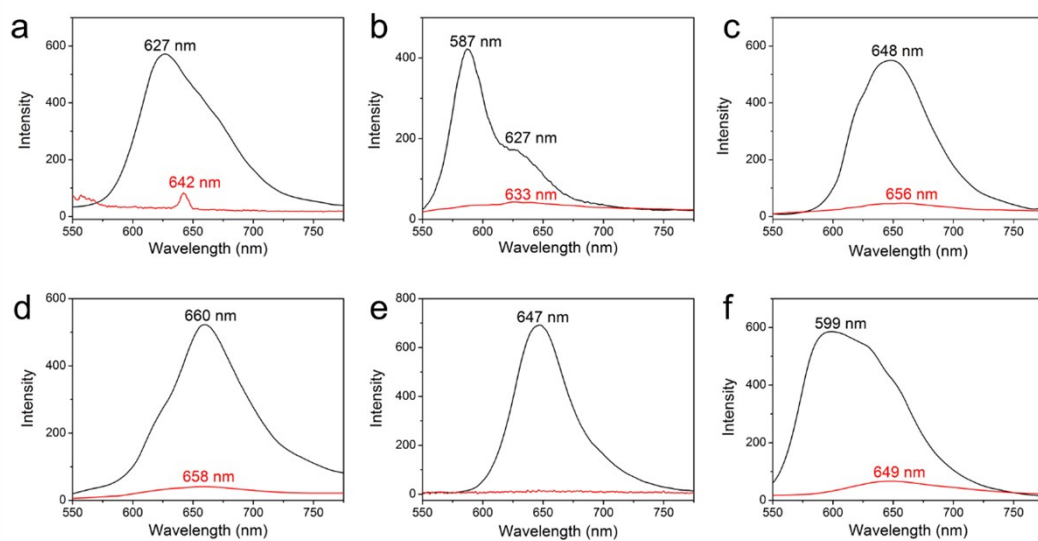 a
627 nm
642 nm
Intensity
600
400
200
0
550 600 650 700 750
Wavelength (nm)
b
587 nm
627 nm
633 nm
Intensity
400
200
0
550 600 650 700 750
Wavelength (nm)
c
648 nm
656 nm
Intensity
600
400
200
0
550 600 650 700 750
Wavelength (nm)
d
660 nm
658 nm
Intensity
600
400
200
0
550 600 650 700 750
Wavelength (nm)
e
647 nm
Intensity
800
600
400
200
0
550 600 650 700 750
Wavelength (nm)
f
599 nm
649 nm
Intensity
600
400
200
0
550 600 650 700 750
Wavelength (nm)